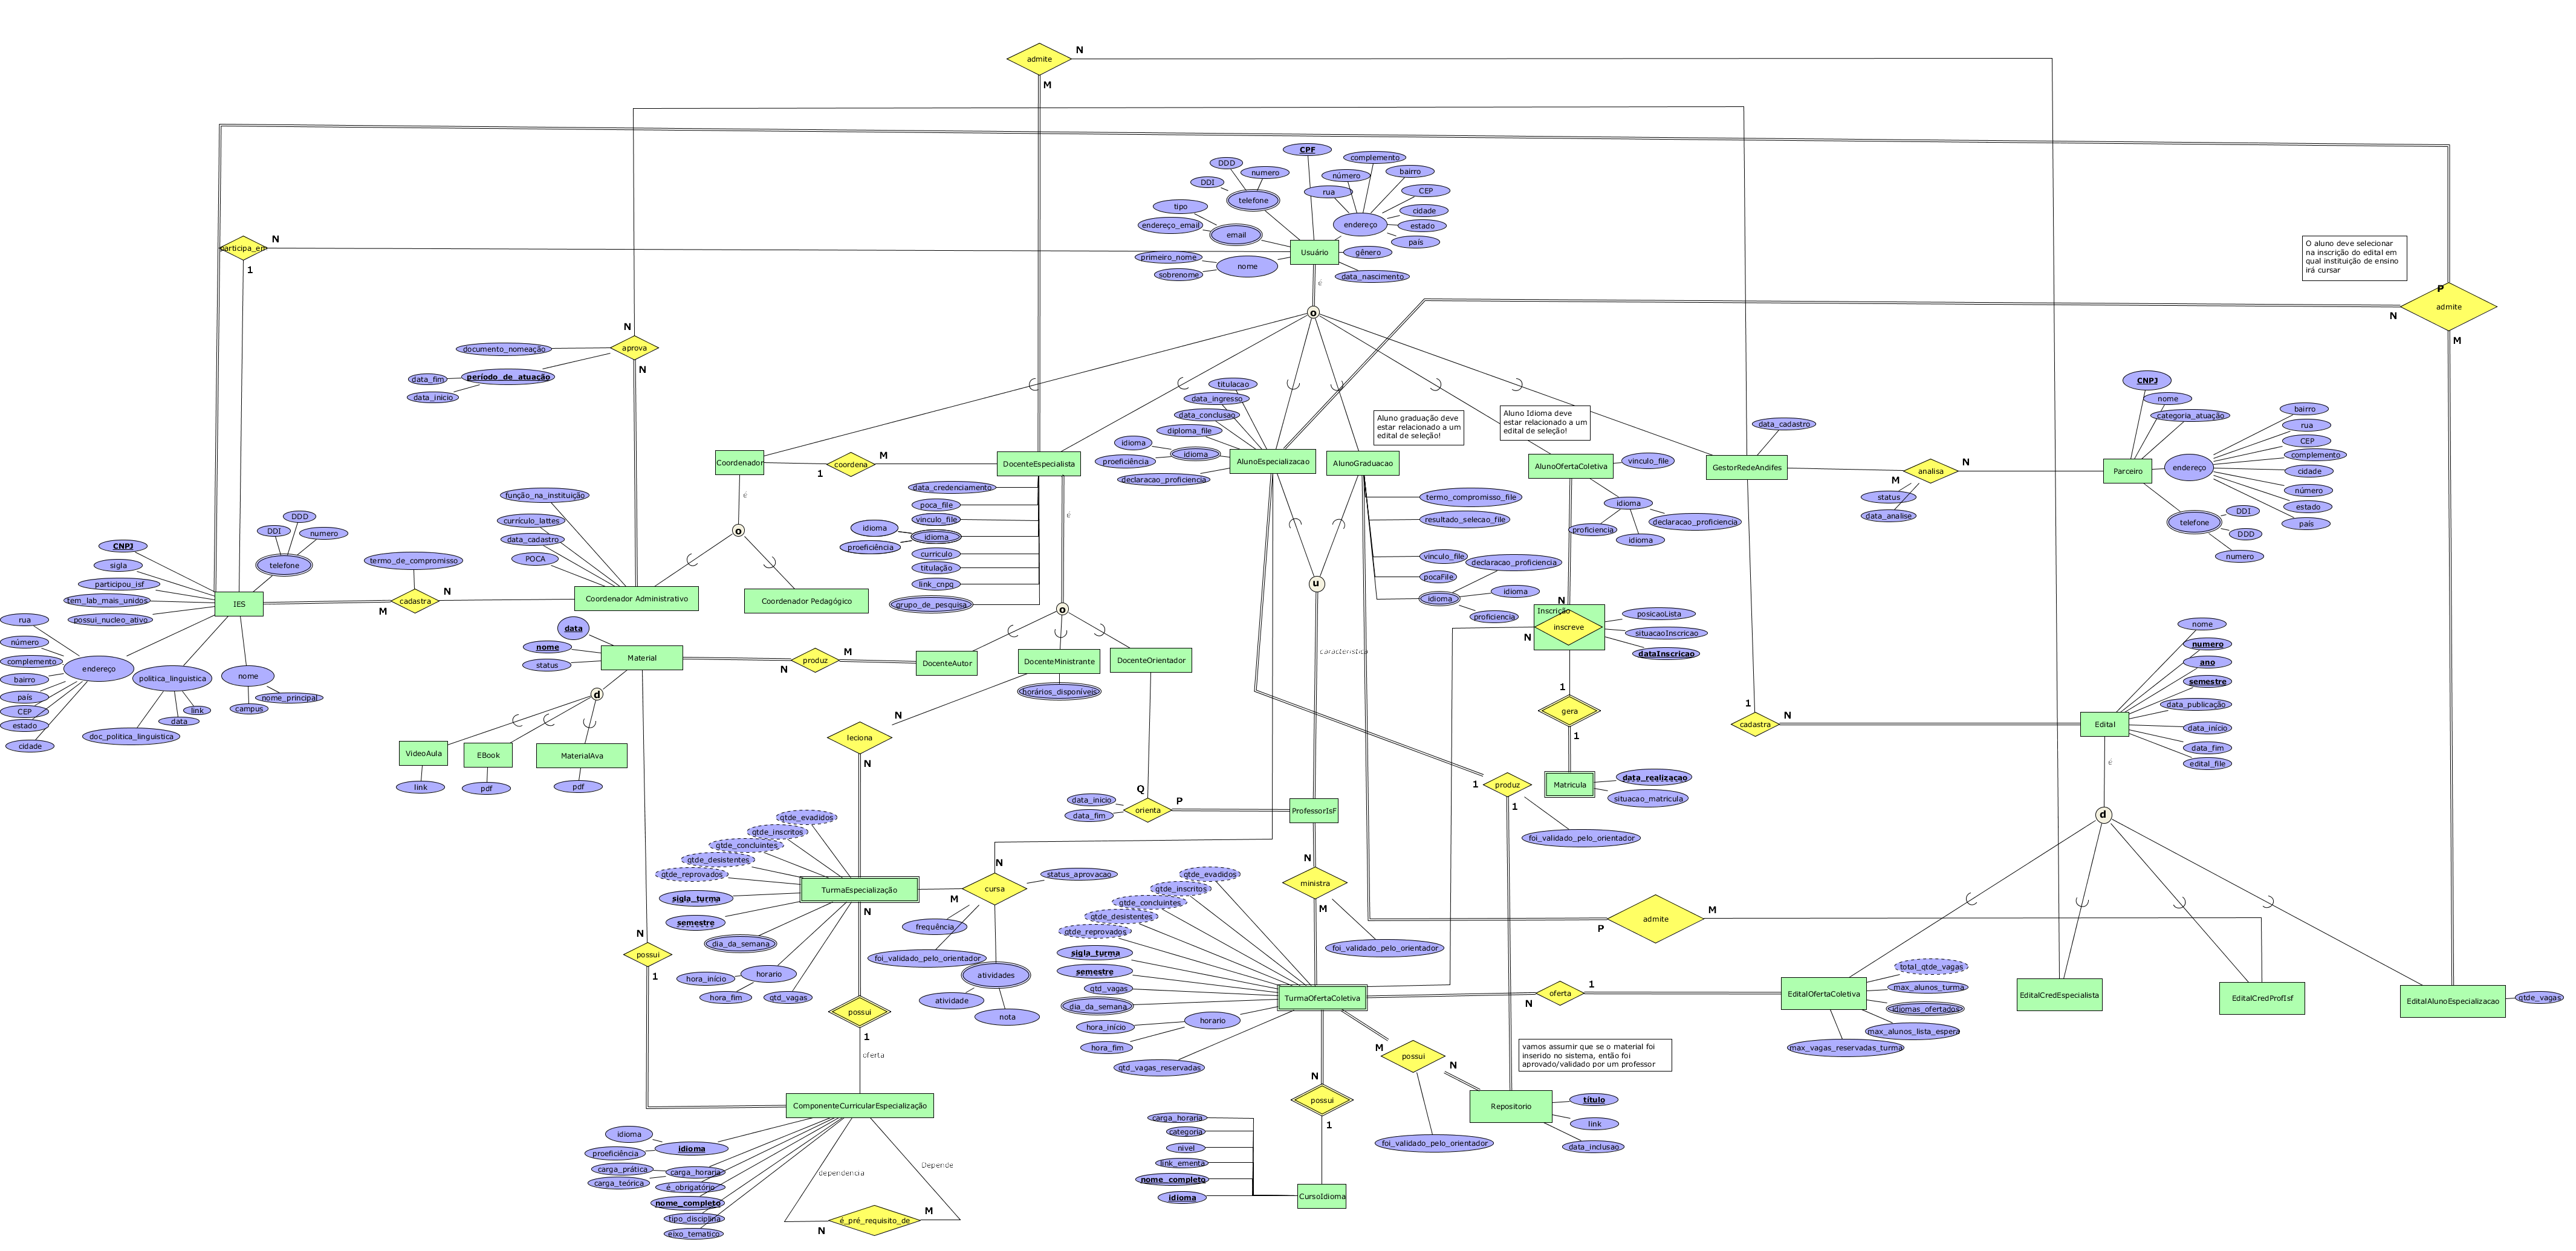 admite
N
M
CPF
DDD
numero
DDI
telefone
complemento
número
bairro
rua
CEP
cidade
endereço
estado
país
tipo
endereço_email
email
primeiro_nome
sobrenome
nome
Usuário
gênero
data_nascimento
é
o
participa_em
N
1
O aluno deve selecionar
na inscrição do edital em
qual instituição de ensino
irá cursar
P
admite
N
M
N
aprova
N
documento_nomeação
período_de_atuação
data_fim
data_inicio
titulacao
data_ingresso
data_conclusao
diploma_file
idioma
idioma
proeficiência
declaracao_proficiencia
AlunoEspecializacao
Aluno graduação deve
estar relacionado a um
edital de seleção!
Aluno Idioma deve
estar relacionado a um
edital de seleção!
AlunoGraduacao
AlunoOfertaColetiva
vinculo_file
idioma
proficiencia
declaracao_proficiencia
idioma
data_cadastro
GestorRedeAndifes
analisa
M
N
status
data_analise
CNPJ
nome
categoria_atuação
Parceiro
endereço
bairro
rua
CEP
complemento
cidade
número
estado
país
telefone
DDI
DDD
numero
Coordenador
1
coordena
M
DocenteEspecialista
é
o
data_credenciamento
poca_file
vinculo_file
idioma
idioma
proeficiência
curriculo
titulação
link_cnpq
grupo_de_pesquisa
é
o
termo_compromisso_file
resultado_selecao_file
vinculo_file
pocaFile
declaracao_proficiencia
idioma
idioma
proficiencia
u
característica
função_na_instituição
currículo_lattes
data_cadastro
POCA
Coordenador Administrativo
Coordenador Pedagógico
DDD
DDI
numero
telefone
CNPJ
sigla
participou_isf
tem_lab_mais_unidos
possui_nucleo_ativo
IES
M
cadastra
N
termo_de_compromisso
rua
número
complemento
bairro
país
CEP
estado
cidade
endereço
politica_linguistica
link
data
doc_politica_linguistica
nome
campus
nome_principal
data
nome
status
Material
N
produz
M
DocenteAutor
DocenteMinistrante
DocenteOrientador
horários_disponíveis
d
VideoAula
EBook
MaterialAva
link
pdf
pdf
N
Inscrição
inscreve
N
posicaoLista
situacaoInscricao
dataInscricao
1
gera
1
Matricula
data_realizacao
situacao_matricula
nome
numero
ano
semestre
data_publicação
data_início
data_fim
edital_file
Edital
1
cadastra
N
é
d
N
leciona
N
Q
orienta
P
data_inicio
data_fim
ProfessorIsF
1
produz
1
foi_validado_pelo_orientador
qtde_evadidos
qtde_inscritos
qtde_concluintes
qtde_desistentes
qtde_reprovados
sigla_turma
semestre
dia_da_semana
horario
hora_início
hora_fim
qtd_vagas
TurmaEspecialização
N
N
cursa
M
status_aprovacao
frequência
foi_validado_pelo_orientador
atividades
atividade
nota
N
ministra
M
foi_validado_pelo_orientador
qtde_evadidos
qtde_inscritos
qtde_concluintes
qtde_desistentes
qtde_reprovados
sigla_turma
semestre
qtd_vagas
dia_da_semana
horario
hora_início
hora_fim
qtd_vagas_reservadas
TurmaOfertaColetiva
M
admite
P
N
oferta
1
EditalOfertaColetiva
total_qtde_vagas
max_alunos_turma
idiomas_ofertados
max_alunos_lista_espera
max_vagas_reservadas_turma
EditalCredEspecialista
EditalCredProfIsf
EditalAlunoEspecializacao
qtde_vagas
N
possui
1
possui
1
oferta
ComponenteCurricularEspecialização
idioma
proeficiência
idioma
carga_prática
carga_teórica
carga_horaria
é_obrigatório
nome_completo
tipo_disciplina
eixo_tematico
dependencia
Depende
N
é_pré_requisito_de
M
N
possui
1
M
possui
N
foi_validado_pelo_orientador
vamos assumir que se o material foi
inserido no sistema, então foi
aprovado/validado por um professor
Repositorio
título
link
data_inclusao
carga_horaria
categoria
nivel
link_ementa
nome_completo
idioma
CursoIdioma